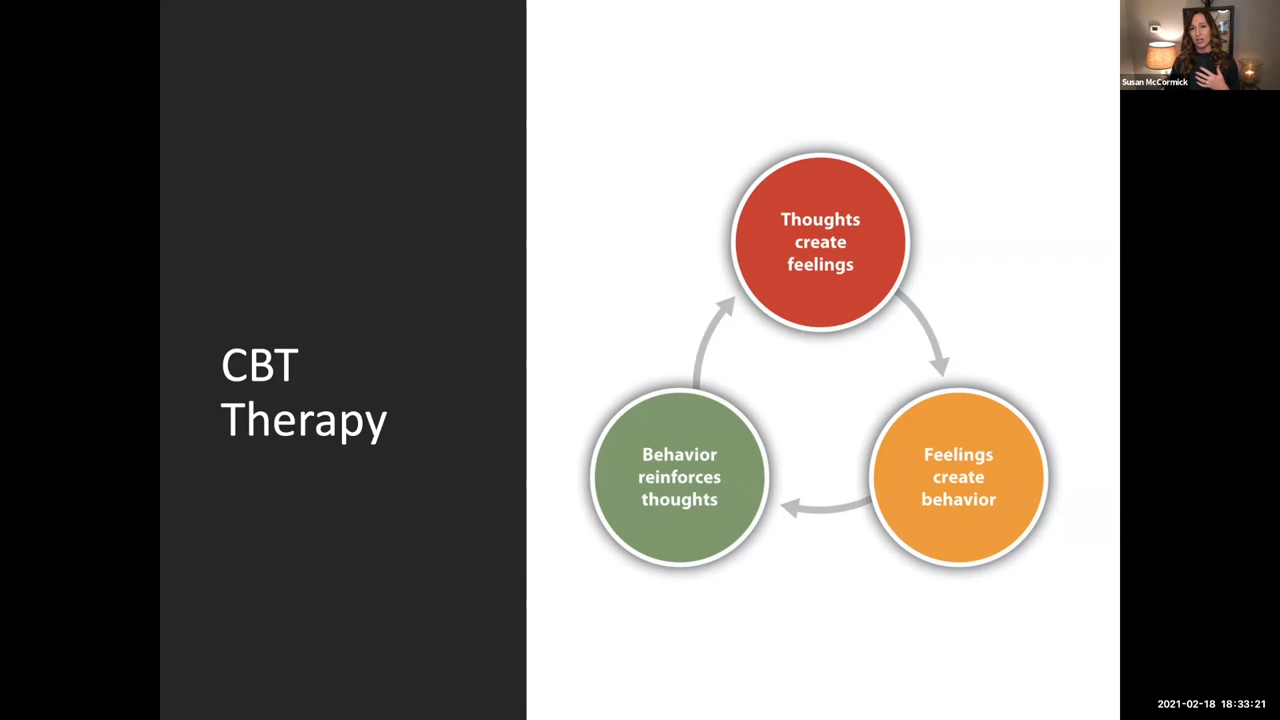 CBT
Therapy
Thoughts
create
feelings
Feelings
create
behavior
Behavior
reinforces
thoughts
Susan McCormick
2021-02-18 18:33:21